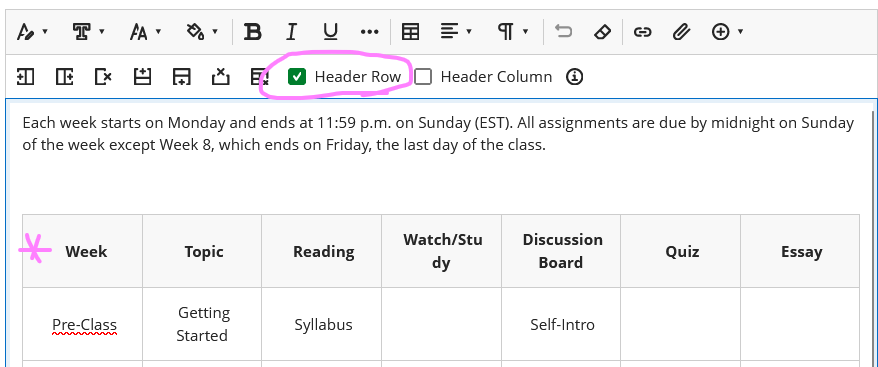 Header Row Header Column
Each week starts on Monday and ends at 11:59 p.m. on Sunday (EST). All assignments are due by midnight on Sunday
of the week except Week 8, which ends on Friday, the last day of the class.
Week Topic Reading Watch/Stu
dy Discussion
Board Quiz Essay
Pre-Class Getting
Started Syllabus Self-Intro